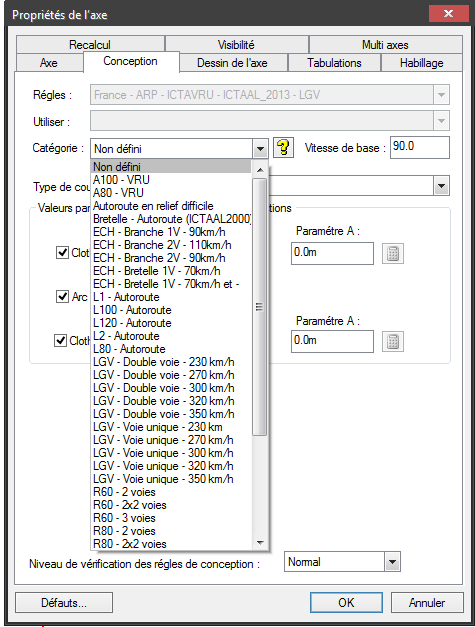 Propriétés de l'axe
Recalcul Visibilité Multi axes
Axe Conception Dessin de l'axe Tabulations Habillage
Régles : France - ARP - ICTAVRU - ICTAAL_2013 - LGV
Utiliser :
Catégorie : Non défini ? Vitesse de base : 90.0
Non défini
A100 - VRU
A80 - VRU
Type de cou
Autoroute en relief difficile
Valeurs par
Bretelle - Autoroute (ICTAAL2000)
tions
ECH - Branche 1V - 90km/h
Paramétre A :
ECH - Branche 2V - 110km/h
Clot
0.0m
ECH - Branche 2V - 90km/h
ECH - Bretelle 1V - 70km/h
ECH - Bretelle 1V - 70km/h et -
Arc
L1 - Autoroute
L100 - Autoroute
L120 - Autoroute
Paramétre A :
L2 - Autoroute
Cloth
0.0m
L80 - Autoroute
LGV - Double voie - 230 km/h
LGV - Double voie - 270 km/h
LGV - Double voie - 300 km/h
LGV - Double voie - 320 km/h
LGV - Double voie - 350 km/h
LGV - Voie unique - 230 km
LGV - Voie unique - 270 km/h
LGV - Voie unique - 300 km/h
LGV - Voie unique - 320 km/h
LGV - Voie unique - 350 km/h
R60 - 2 voies
R60 - 2x2 voies
R60 - 3 voies
R80 - 2 voies
R80 - 2x2 voies
Niveau de vérification des régles de conception : Normal
Défauts... OK Annuler